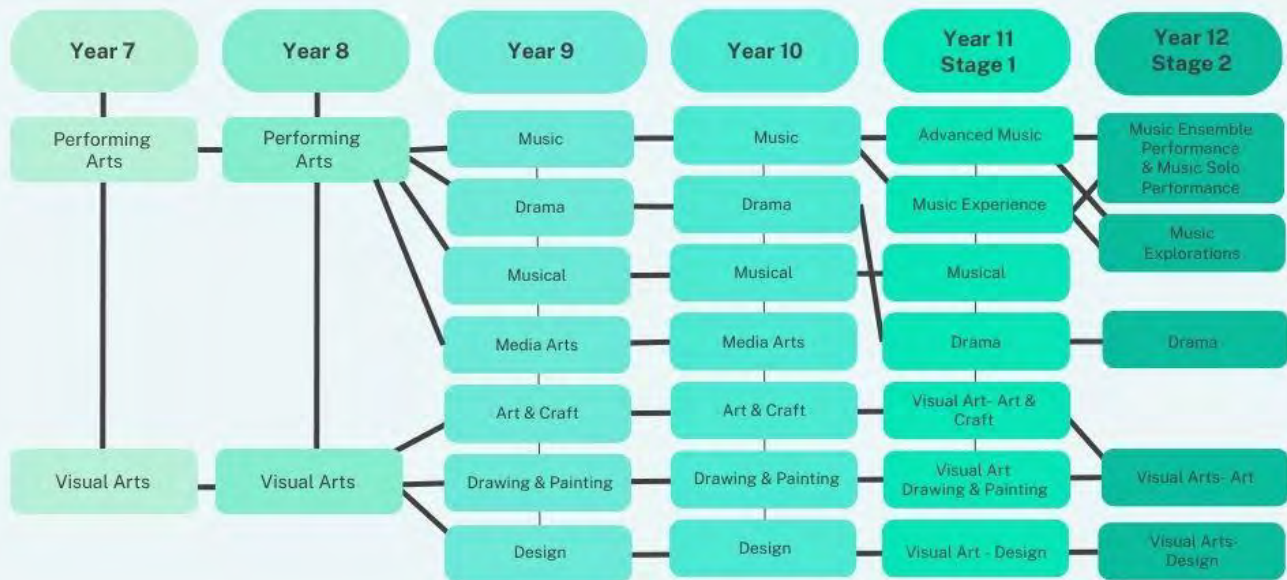 Year 7
Year 8
Year 9
Year 10
Year 11
Stage 1
Year 12
Stage 2
Performing
Arts
Visual Arts
Performing
Arts
Visual Arts
Music
Drama
Musical
Media Arts
Art & Craft
Drawing & Painting
Design
Music
Drama
Musical
Media Arts
Art & Craft
Drawing & Painting
Design
Advanced Music
Music Experience
Musical
Drama
Visual Art- Art &
Craft
Visual Art
Drawing & Painting
Visual Art - Design
Music Ensemble
Performance
& Music Solo
Performance
Music
Explorations
Drama
Visual Arts- Art
Visual Arts-
Design